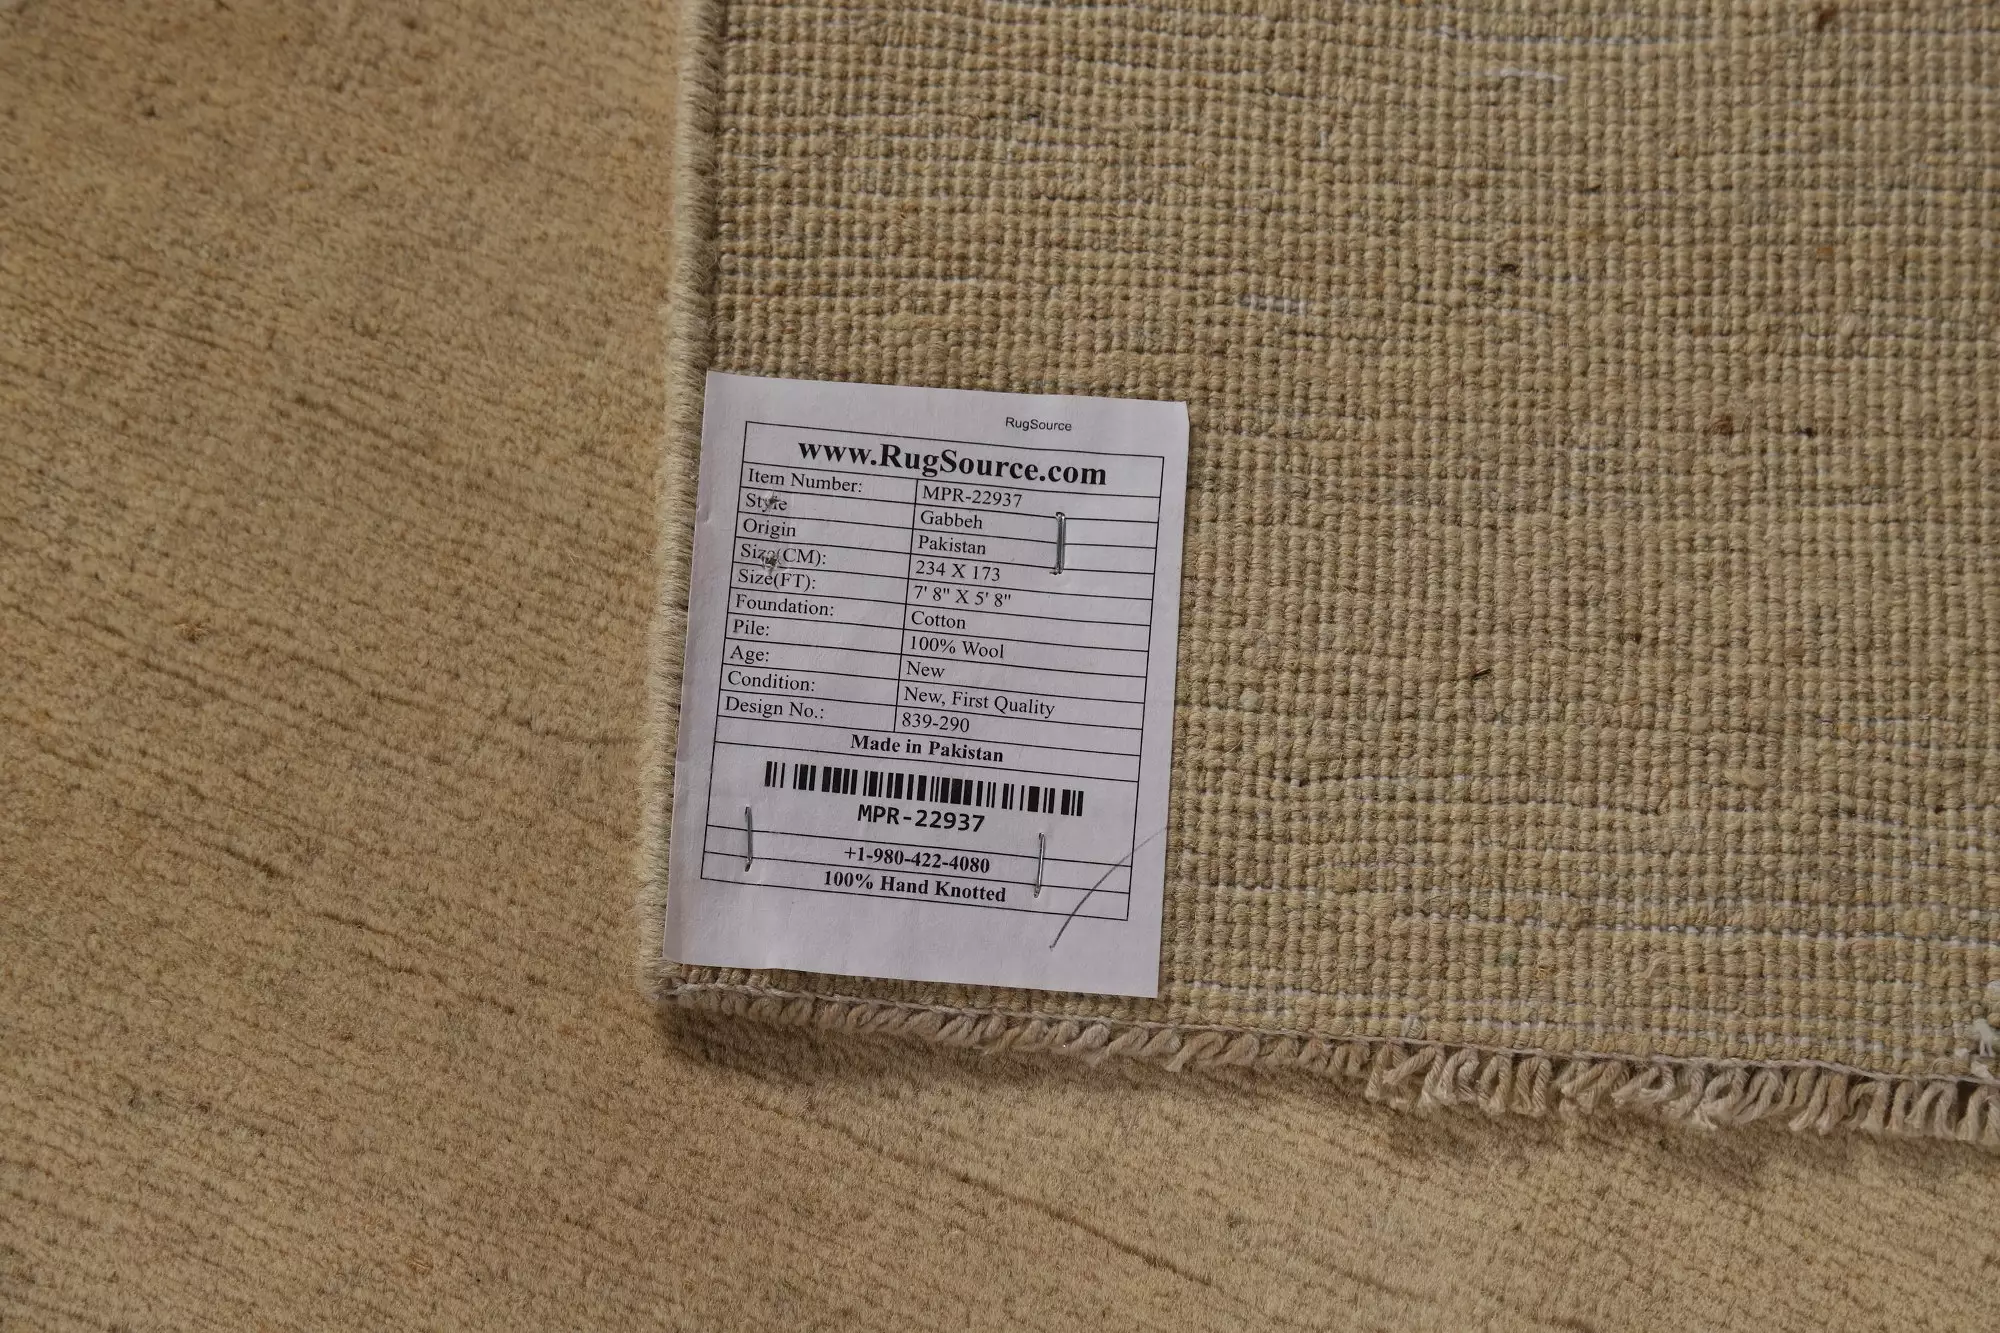 RugSource
www.RugSource.com
Item Number: MPR-22937
Style Gabbeh
Origin Pakistan
Size(CM): 234 X 173
Size(FT): 7' 8" X 5' 8"
Foundation: Cotton
Pile: 100% Wool
Age: New
Condition: New, First Quality
Design No.: 839-290
Made in Pakistan
MPR-22937
+1-980-422-4080
100% Hand Knotted